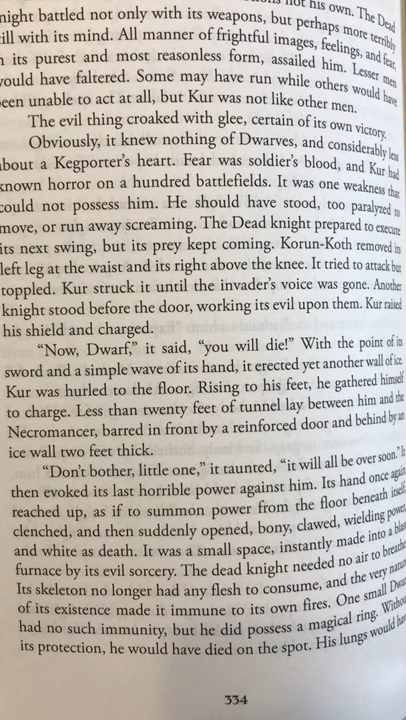 not his own. The Dead
night battled not only with its weapons, but perhaps more terribly
ill with its mind. All manner of frightful images, feelings, and fear,
n its purest and most reasonless form, assailed him. Lesser men
would have faltered. Some may have run while others would have
een unable to act at all, but Kur was not like other men.
The evil thing croaked with glee, certain of its own victory.
Obviously, it knew nothing of Dwarves, and considerably less
about a Kegporter's heart. Fear was soldier's blood, and Kur had
known horror on a hundred battlefields. It was one weakness that
could not possess him. He should have stood, too paralyzed to
move, or run away screaming. The Dead knight prepared to execute
its next swing, but its prey kept coming. Korun-Koth removed its
left leg at the waist and its right above the knee. It tried to attack but
toppled. Kur struck it until the invader's voice was gone. Another
knight stood before the door, working its evil upon them. Kur raised
his shield and charged.
"Now, Dwarf," it said, "you will die!" With the point of its
sword and a simple wave of its hand, it erected yet another wall of ice.
Kur was hurled to the floor. Rising to his feet, he gathered himself
to charge. Less than twenty feet of tunnel lay between him and the
Necromancer, barred in front by a reinforced door and behind by an
ice wall two feet thick.
"Don't bother, little one," it taunted, "it will all be over soon." It
then evoked its last horrible power against him. Its hand once again
reached up, as if to summon power from the floor beneath itself,
clenched, and then suddenly opened, bony, clawed, wielding power,
and white as death. It was a small space, instantly made into a blast
furnace by its evil sorcery. The dead knight needed no air to breathe.
Its skeleton no longer had any flesh to consume, and the very nature
of its existence made it immune to its own fires. One small Dwarf
had no such immunity, but he did possess a magical ring. Without
its protection, he would have died on the spot. His lungs would have
334